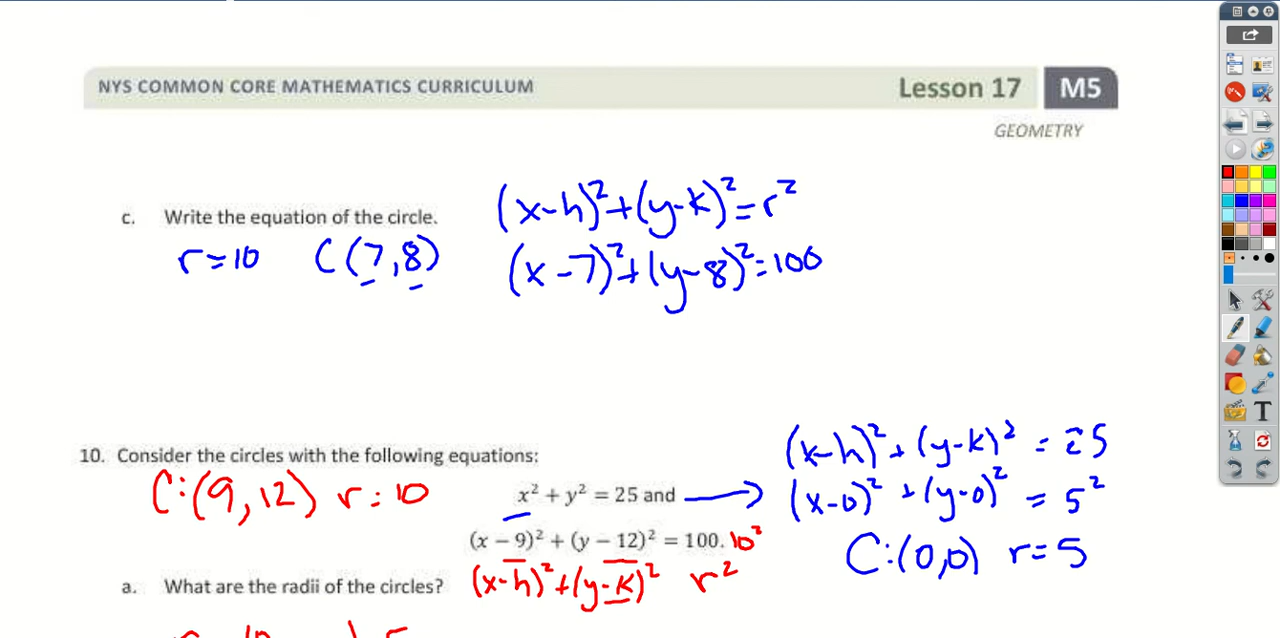 NYS COMMON CORE MATHEMATICS CURRICULUM Lesson 17 M5
GEOMETRY
(x-h)²+(y-k)²=r²
c. Write the equation of the circle.
r=10 C(7,8) (x-7)²+(y-8)²=100
(x-h)²+(y-k)²=25
10. Consider the circles with the following equations:
C:(9,12) r=10
x² + y² = 25 and → (x-0)²+(y-0)²=5²
(x − 9)² + (y − 12)² = 100. 10²
C:(0,0) r=5
a. What are the radii of the circles? (x-h)²+(y-k)² r²
T